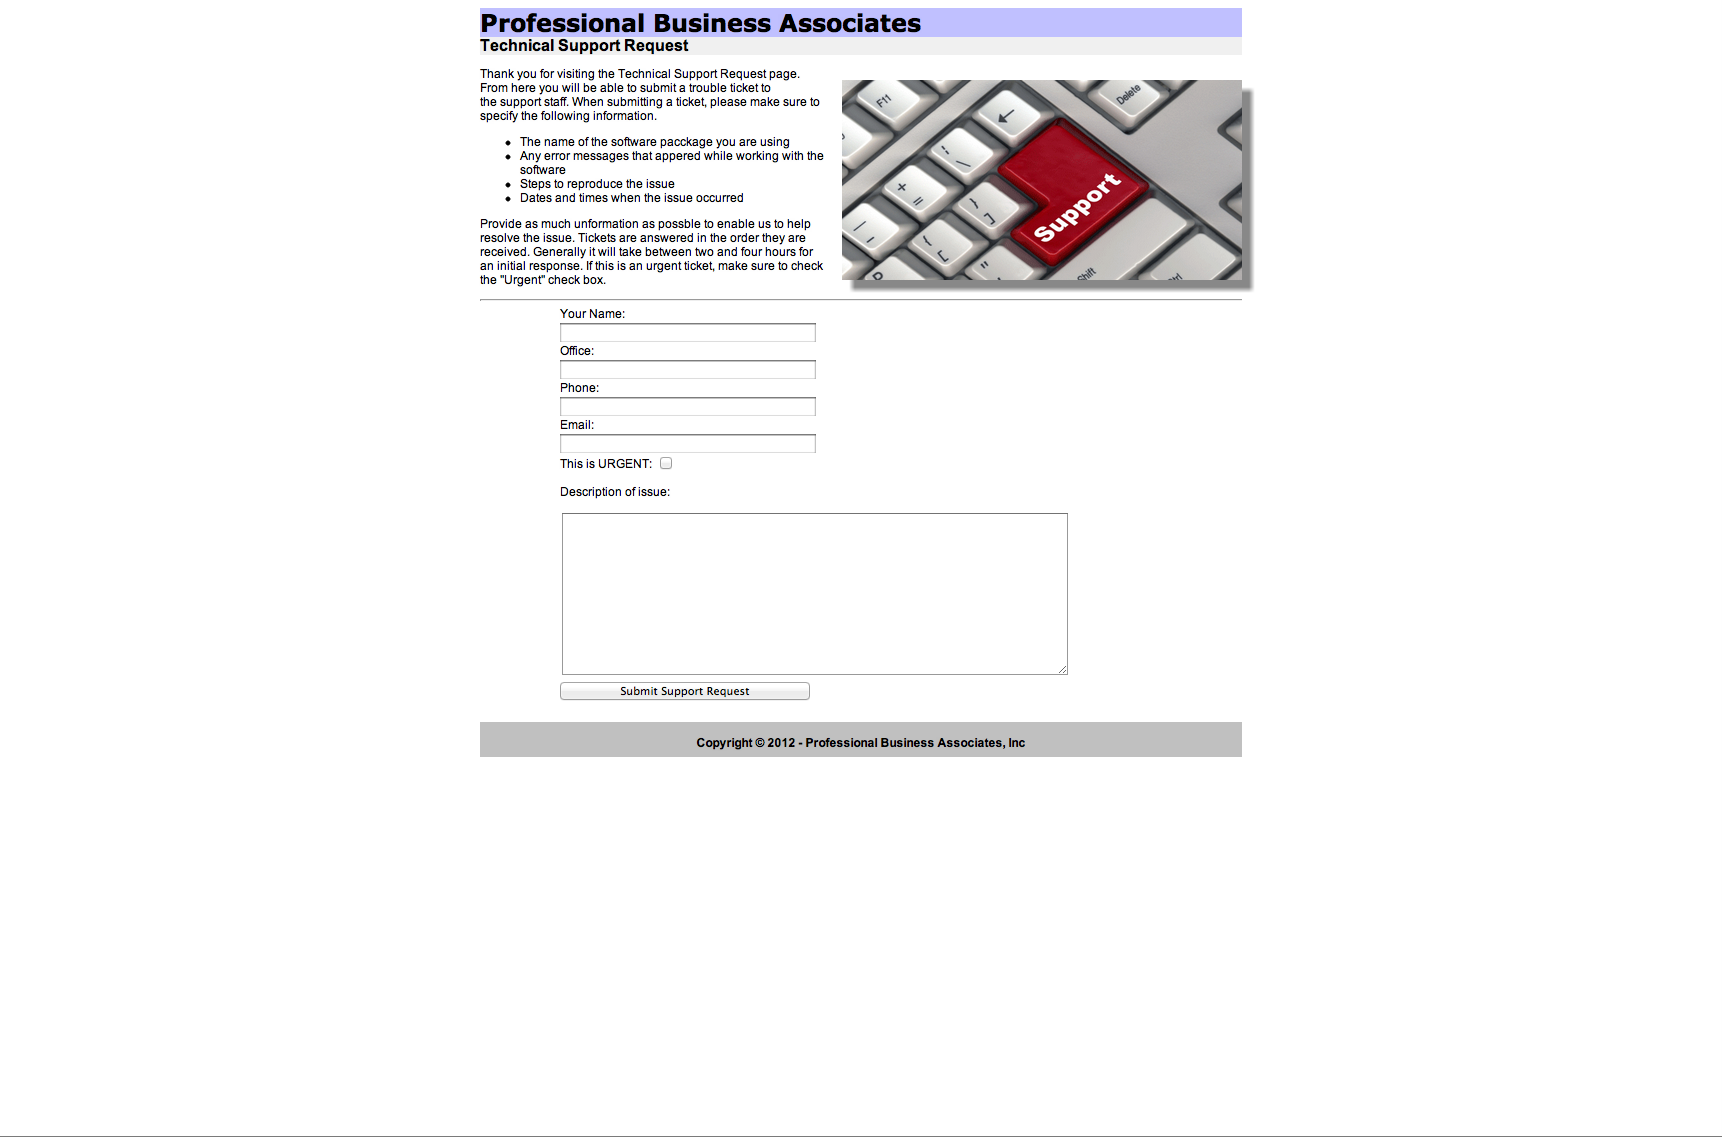 Professional Business Associates
Technical Support Request
Thank you for visiting the Technical Support Request page.
From here you will be able to submit a trouble ticket to
the support staff. When submitting a ticket, please make sure to
specify the following information.
The name of the software pacckage you are using
Any error messages that appered while working with the
software
Steps to reproduce the issue
Dates and times when the issue occurred
Provide as much unformation as possble to enable us to help
resolve the issue. Tickets are answered in the order they are
received. Generally it will take between two and four hours for
an initial response. If this is an urgent ticket, make sure to check
the "Urgent" check box.
F11
Delete
Support
Shift
Your Name:
Office:
Phone:
Email:
This is URGENT:
Description of issue:
Submit Support Request
Copyright © 2012 - Professional Business Associates, Inc